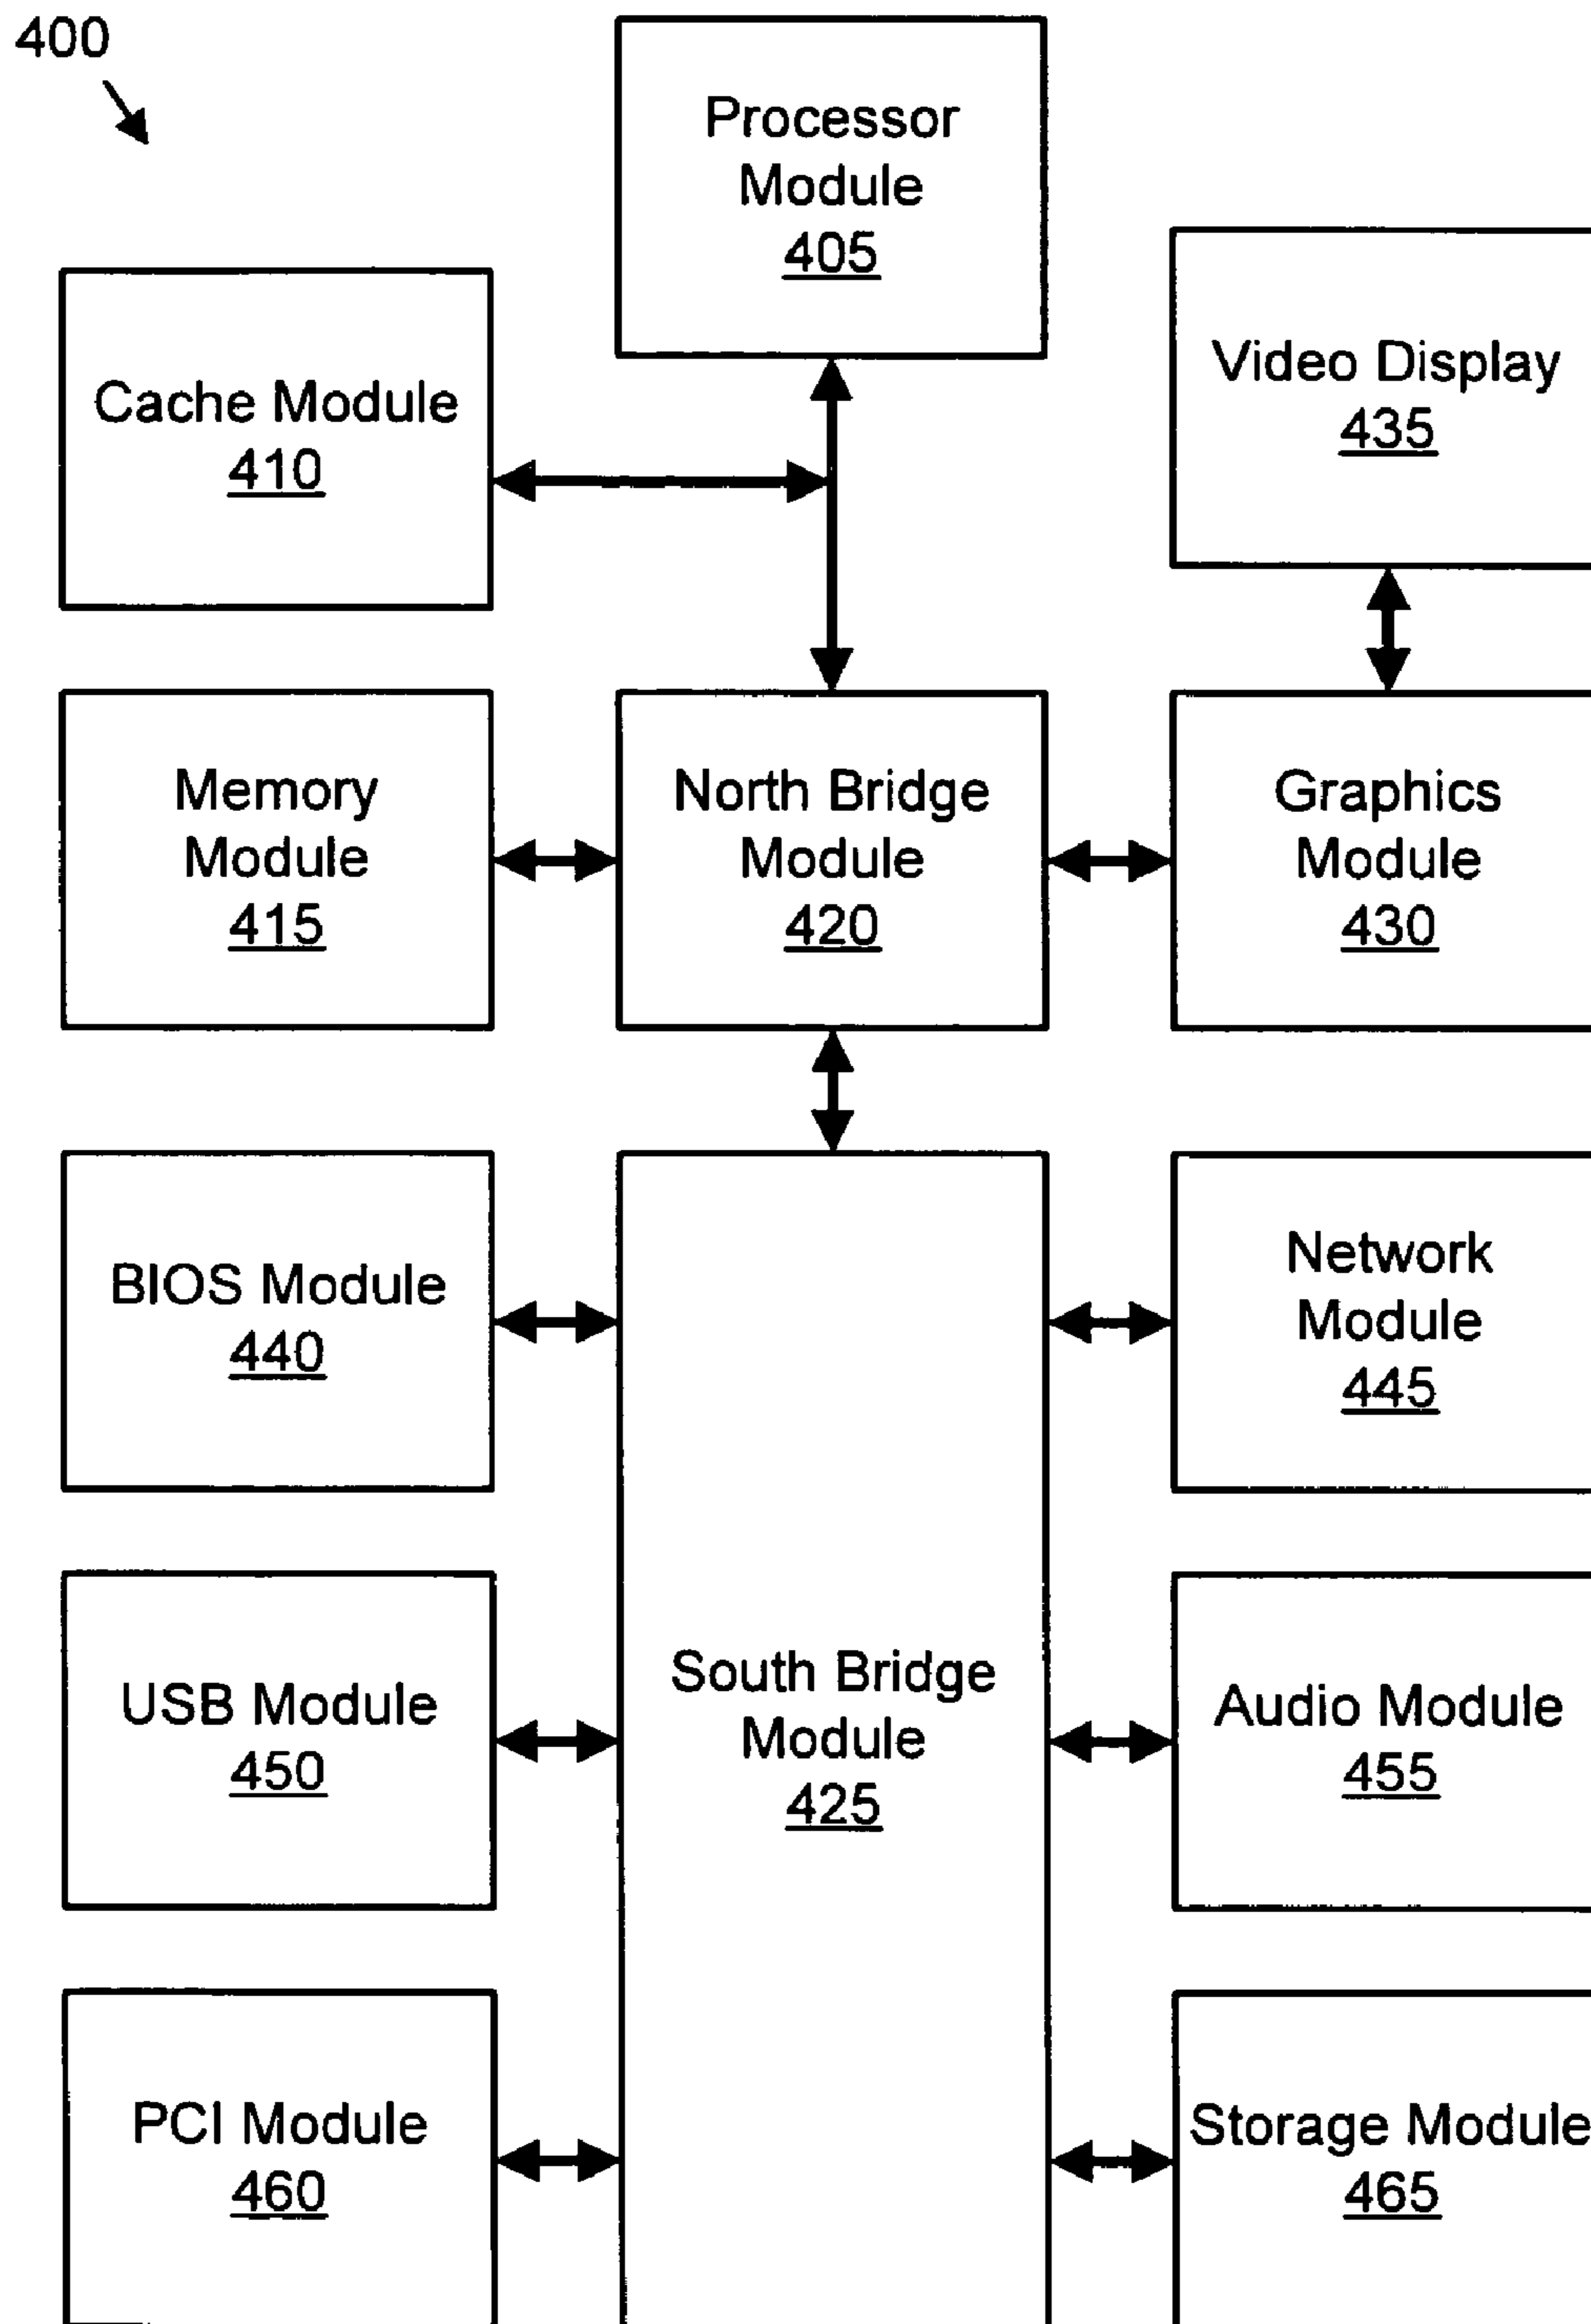 400
Processor
Module
405
Cache Module
410
Video Display
435
Memory
Module
415
North Bridge
Module
420
Graphics
Module
430
BIOS Module
440
Network
Module
445
USB Module
450
South Bridge
Module
425
Audio Module
455
PCI Module
460
Storage Module
465